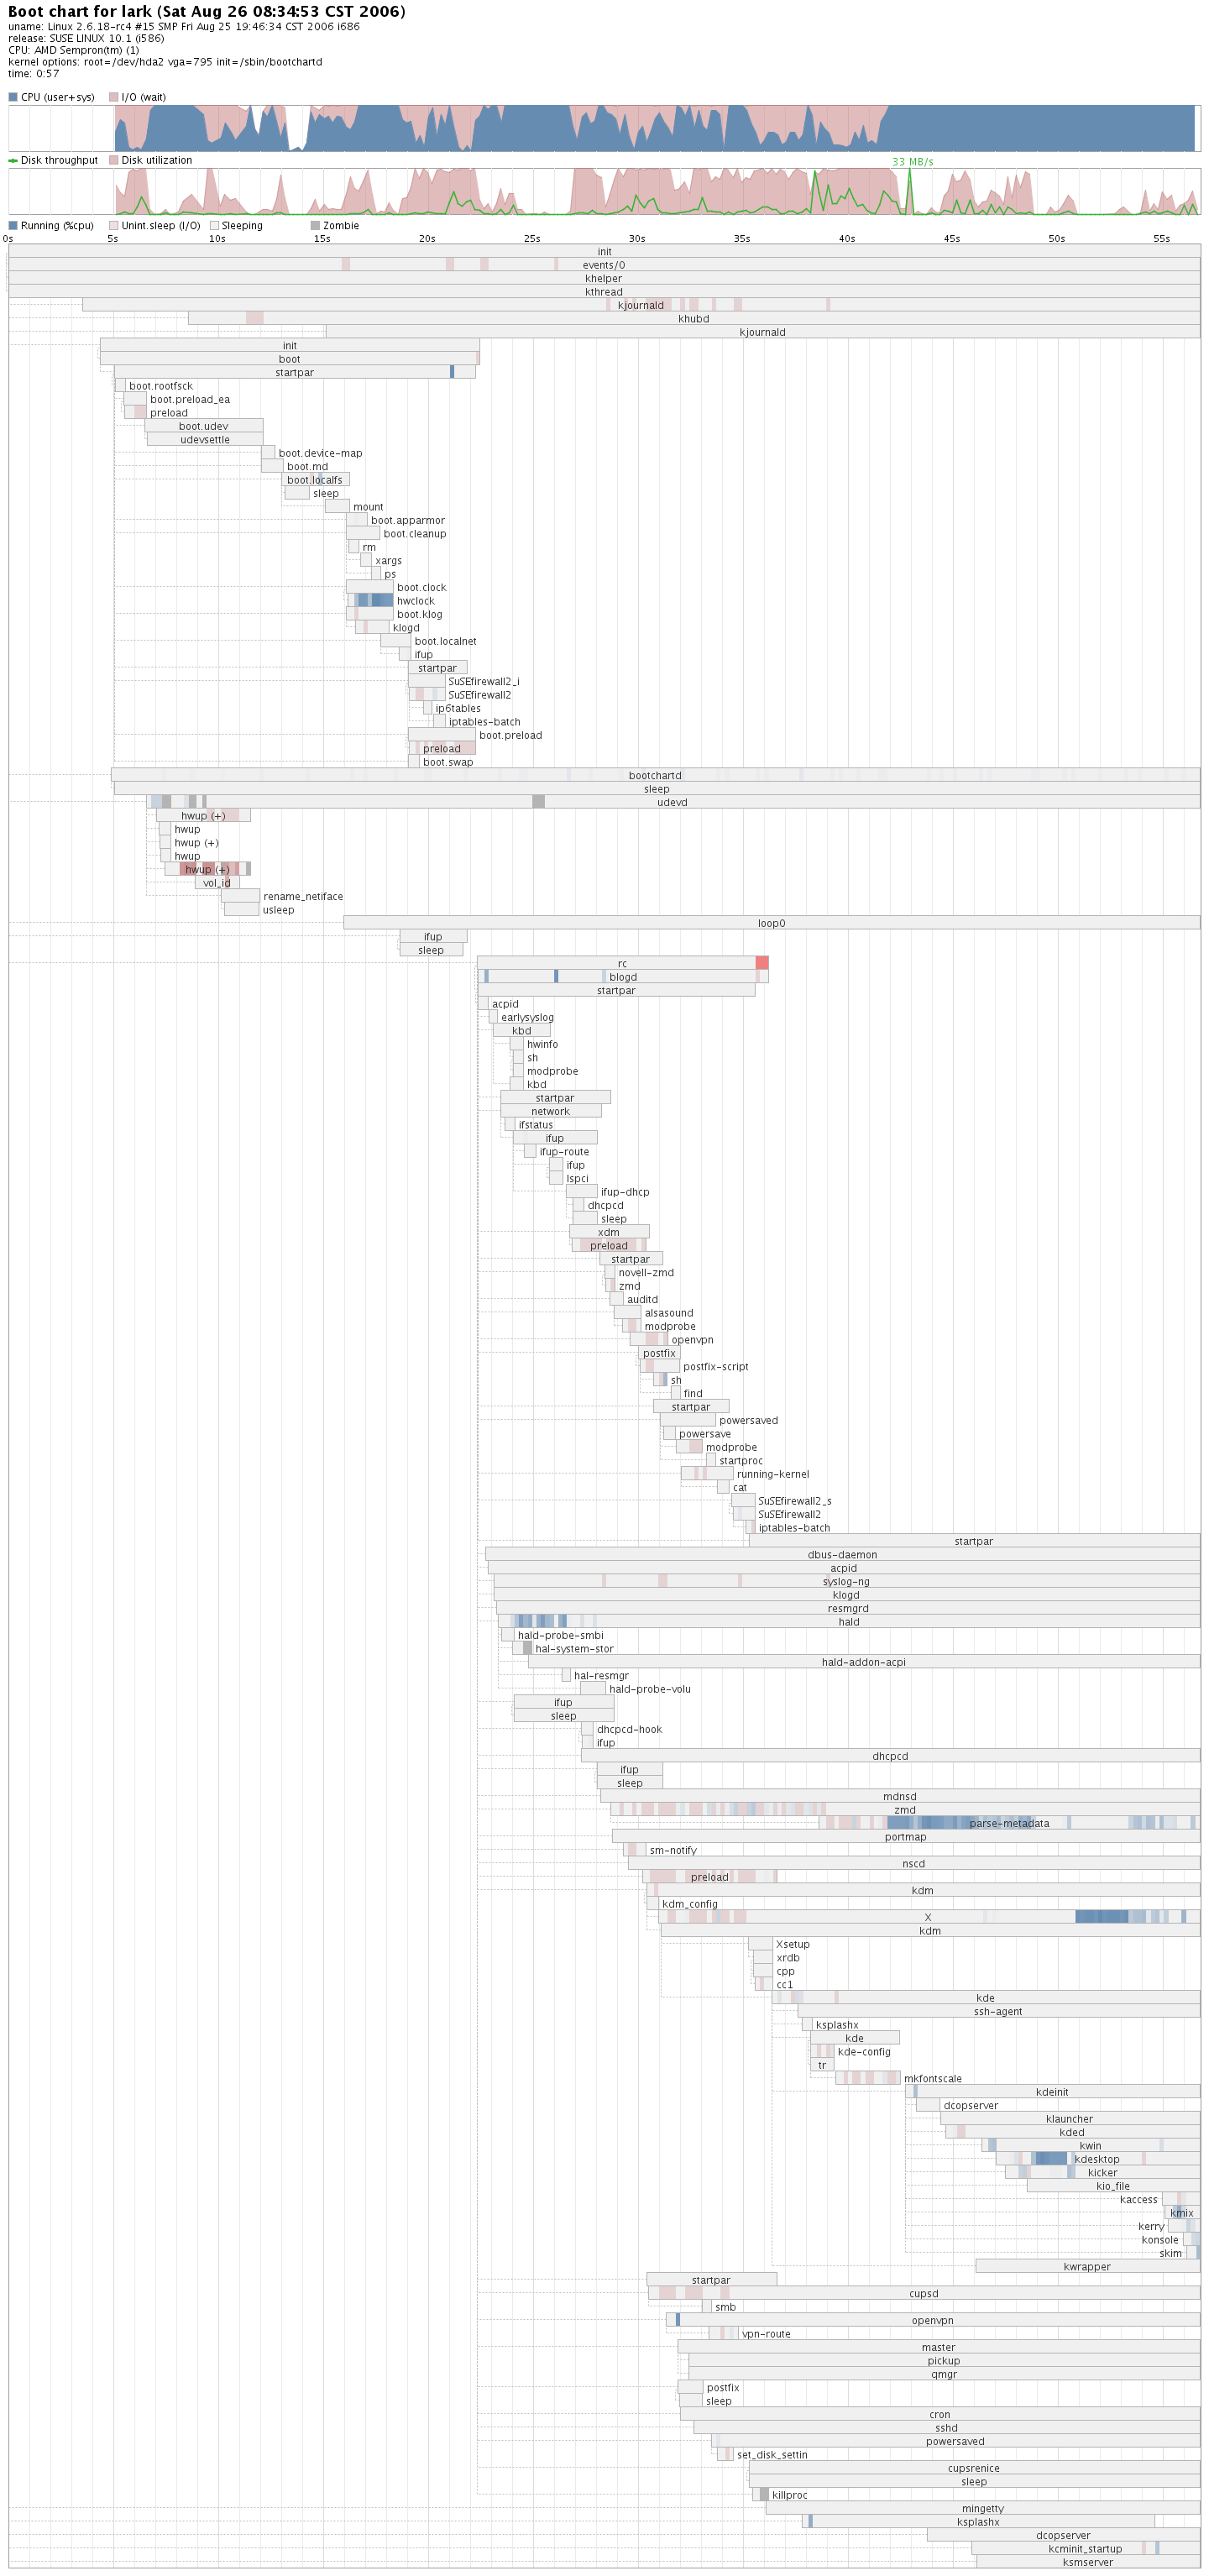 Boot chart for lark (Sat Aug 26 08:34:53 CST 2006)
uname: Linux 2.6.18-rc4 #15 SMP Fri Aug 25 19:46:34 CST 2006 i686
release: SUSE LINUX 10.1 (i586)
CPU: AMD Sempron(tm) (1)
kernel options: root=/dev/hda2 vga=795 init=/sbin/bootchartd
time: 0:57
CPU (user+sys) I/O (wait)
Disk throughput Disk utilization 33 MB/s
Running (%cpu) Unint.sleep (I/O) Sleeping Zombie
0s 5s 10s 15s 20s 25s 30s 35s 40s 45s 50s 55s
init
events/0
khelper
kthread
kjournald
khubd
kjournald
init
boot
startpar
boot.rootfsck
boot.preload_ea
preload
boot.udev
udevsettle
boot.device-map
boot.md
boot.localfs
sleep
mount
boot.apparmor
boot.cleanup
rm
xargs
ps
boot.clock
hwclock
boot.klog
klogd
boot.localnet
ifup
startpar
SuSEfirewall2_i
SuSEfirewall2
ip6tables
iptables-batch
boot.preload
preload
boot.swap
bootchartd
sleep
udevd
hwup (+)
hwup
hwup (+)
hwup
hwup (+)
vol_id
rename_netiface
usleep
loop0
ifup
sleep
rc
blogd
startpar
acpid
earlysyslog
kbd
hwinfo
sh
modprobe
kbd
startpar
network
ifstatus
ifup
ifup-route
ifup
lspci
ifup-dhcp
dhcpcd
sleep
xdm
preload
startpar
novell-zmd
zmd
auditd
alsasound
modprobe
openvpn
postfix
postfix-script
sh
find
startpar
powersaved
powersave
modprobe
startproc
running-kernel
cat
SuSEfirewall2_s
SuSEfirewall2
iptables-batch
startpar
dbus-daemon
acpid
syslog-ng
klogd
resmgrd
hald
hald-probe-smbi
hal-system-stor
hald-addon-acpi
hal-resmgr
hald-probe-volu
ifup
sleep
dhcpcd-hook
ifup
dhcpcd
ifup
sleep
mdnsd
zmd
parse-metadata
portmap
sm-notify
nscd
preload
kdm
kdm_config
X
kdm
Xsetup
xrdb
cpp
cc1
kde
ssh-agent
ksplashx
kde
kde-config
tr
mkfontscale
kdeinit
dcopserver
klauncher
kded
kwin
kdesktop
kicker
kio_file
kaccess
kmix
kerry
konsole
skim
kwrapper
startpar
cupsd
smb
openvpn
vpn-route
master
pickup
qmgr
postfix
sleep
cron
sshd
powersaved
set_disk_settin
cupsrenice
sleep
killproc
mingetty
ksplashx
dcopserver
kcminit_startup
ksmserver